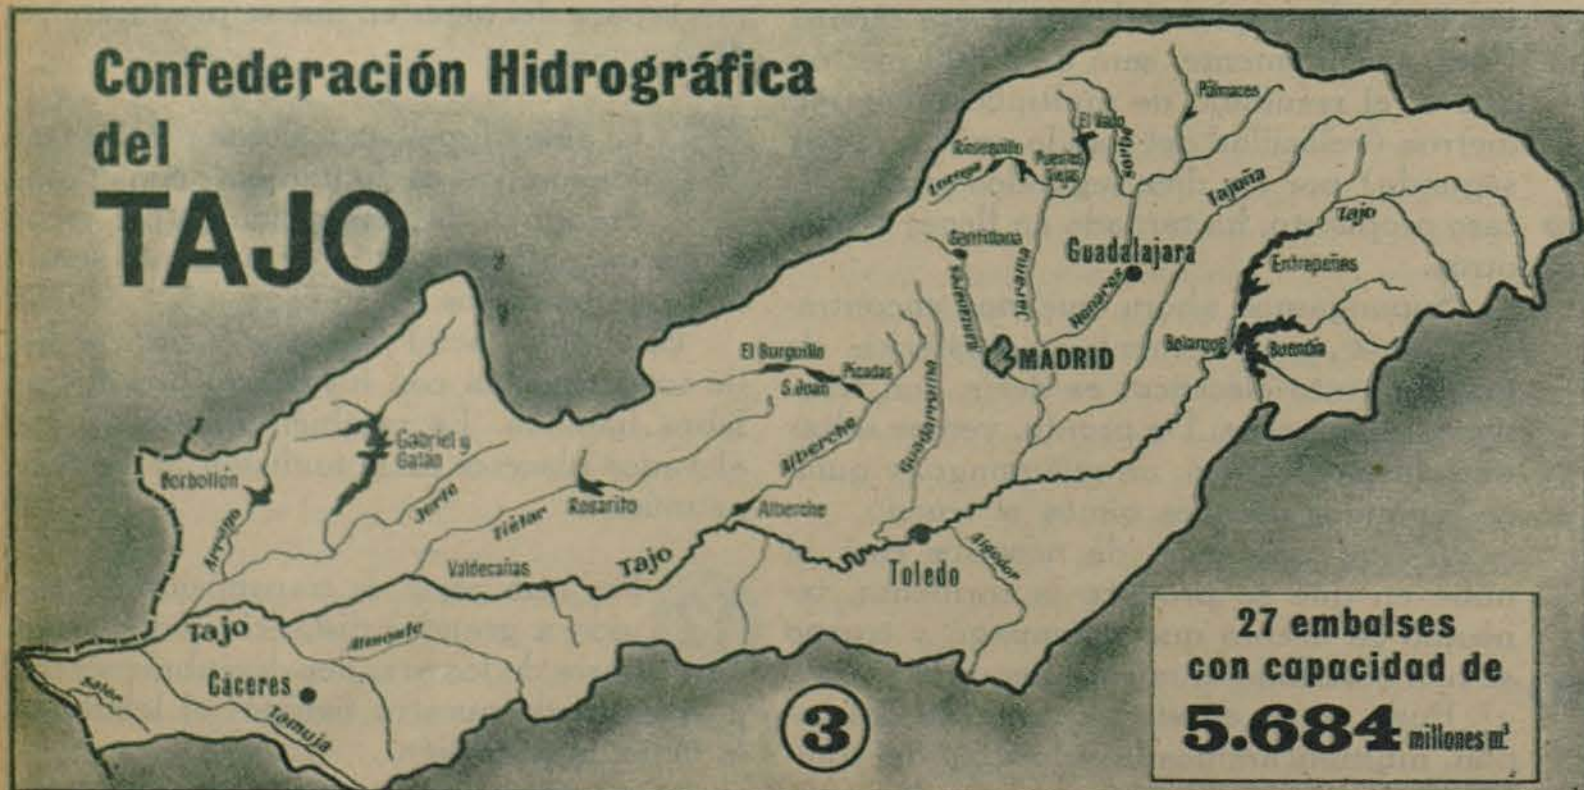 Confederación Hidrográfica
del
TAJO
Pálmaces
El Vado
Sorbe
Riosequillo
Puentes
Viejas
Lozoya
Tajuña
Tajo
Santillana
Guadalajara
Entrepeñas
Jarama
Manzanares
Henares
MADRID
Bolarque
Buendía
El Burguillo
S. Juan
Picadas
Gabriel y
Galán
Borbollón
Alberche
Guadarrama
Jerte
Rosarito
Alberche
Arrago
Tiétar
Valdecañas
Tajo
Toledo
Algodor
Tajo
Almonte
Cáceres
Salor
Tamuja
3
27 embalses
con capacidad de
5.684 millones m³